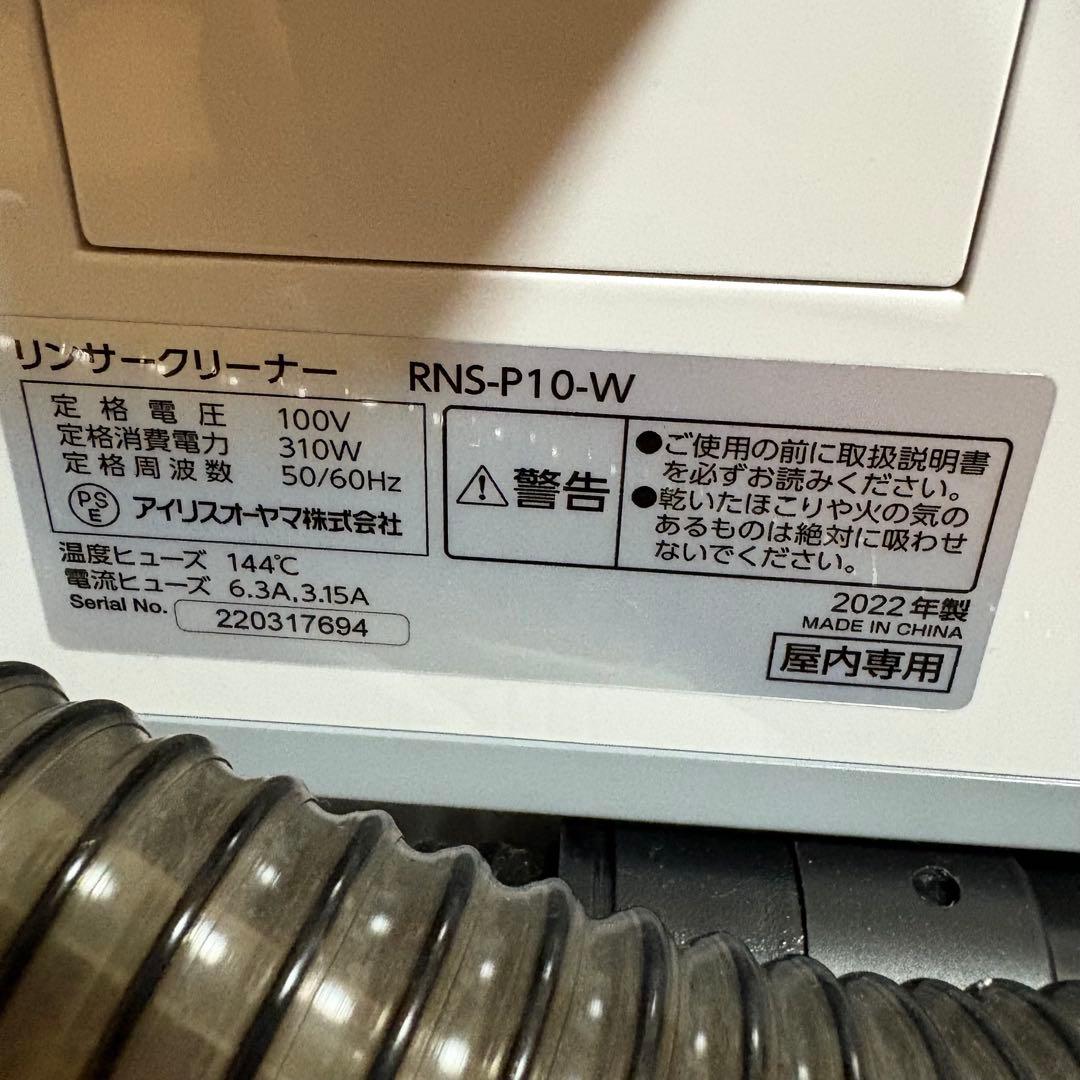 リンサークリーナー RNS-P10-W
定格電圧 100V
定格消費電力 310W
定格周波数 50/60Hz
PSE アイリスオーヤマ株式会社
温度ヒューズ 144℃
電流ヒューズ 6.3A,3.15A
Serial No. 220317694
⚠警告
●ご使用の前に取扱説明書
を必ずお読みください。
●乾いたほこりや火の気の
あるものは絶対に吸わせ
ないでください。
2022年製
MADE IN CHINA
屋内専用